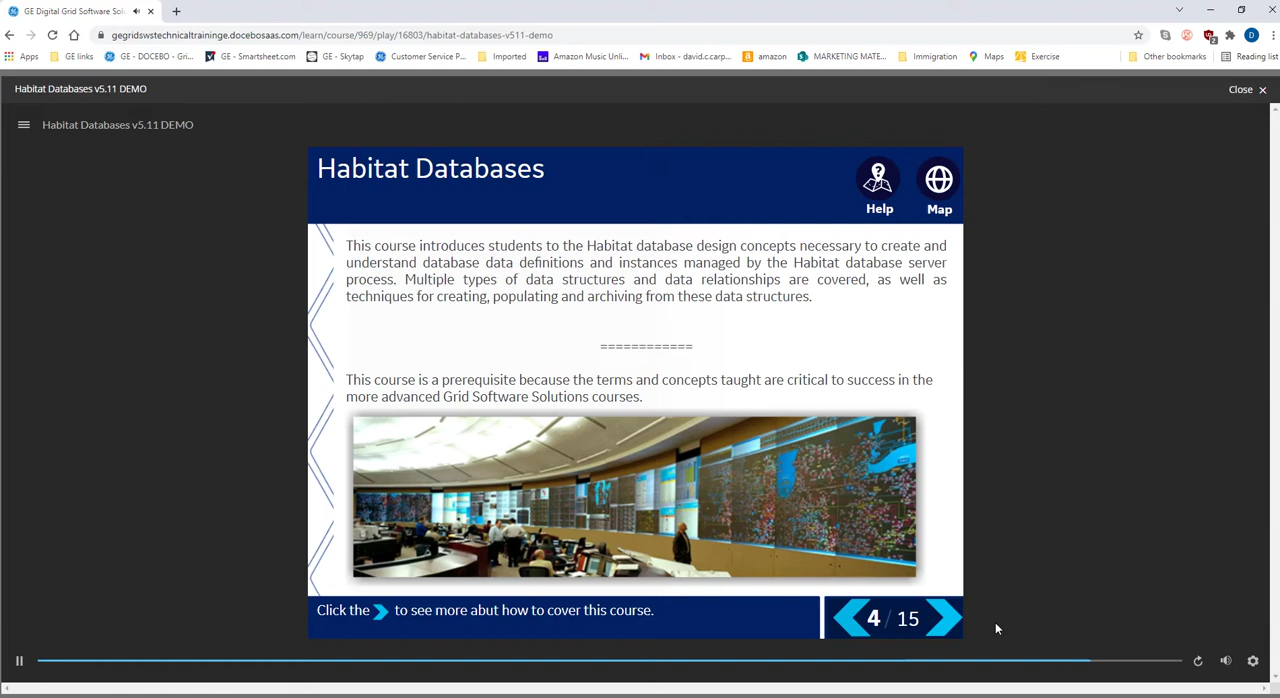 GE Digital Grid Software Solu
gegridswstechnicaltraininge.docebosaas.com/learn/course/969/play/16803/habitat-databases-v511-demo
Apps GE links GE - DOCEBO - Gri... GE - Smartsheet.com GE - Skytap Customer Service P... Imported Amazon Music Unli... Inbox - david.c.carp... amazon MARKETING MATE... Immigration Maps Exercise Other bookmarks Reading list
Habitat Databases v5.11 DEMO Close
Habitat Databases v5.11 DEMO
Habitat Databases
Help Map
This course introduces students to the Habitat database design concepts necessary to create and
understand database data definitions and instances managed by the Habitat database server
process. Multiple types of data structures and data relationships are covered, as well as
techniques for creating, populating and archiving from these data structures.
============
This course is a prerequisite because the terms and concepts taught are critical to success in the
more advanced Grid Software Solutions courses.
Click the to see more abut how to cover this course.
4 / 15